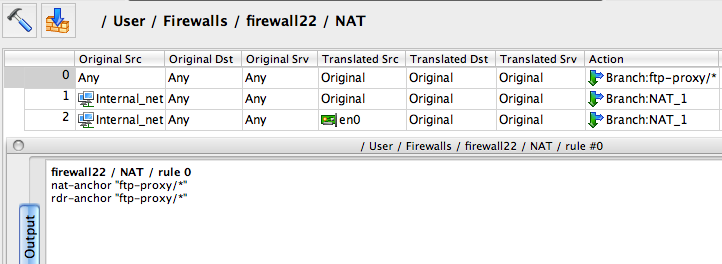 / User / Firewalls / firewall22 / NAT
Original Src Original Dst Original Srv Translated Src Translated Dst Translated Srv Action
0 Any Any Any Original Original Original Branch:ftp-proxy/*
1 Internal_net Any Any Original Original Original Branch:NAT_1
2 Internal_net Any Any en0 Original Original Branch:NAT_1
/ User / Firewalls / firewall22 / NAT / rule #0
firewall22 / NAT / rule 0
nat-anchor "ftp-proxy/*"
rdr-anchor "ftp-proxy/*"
Output